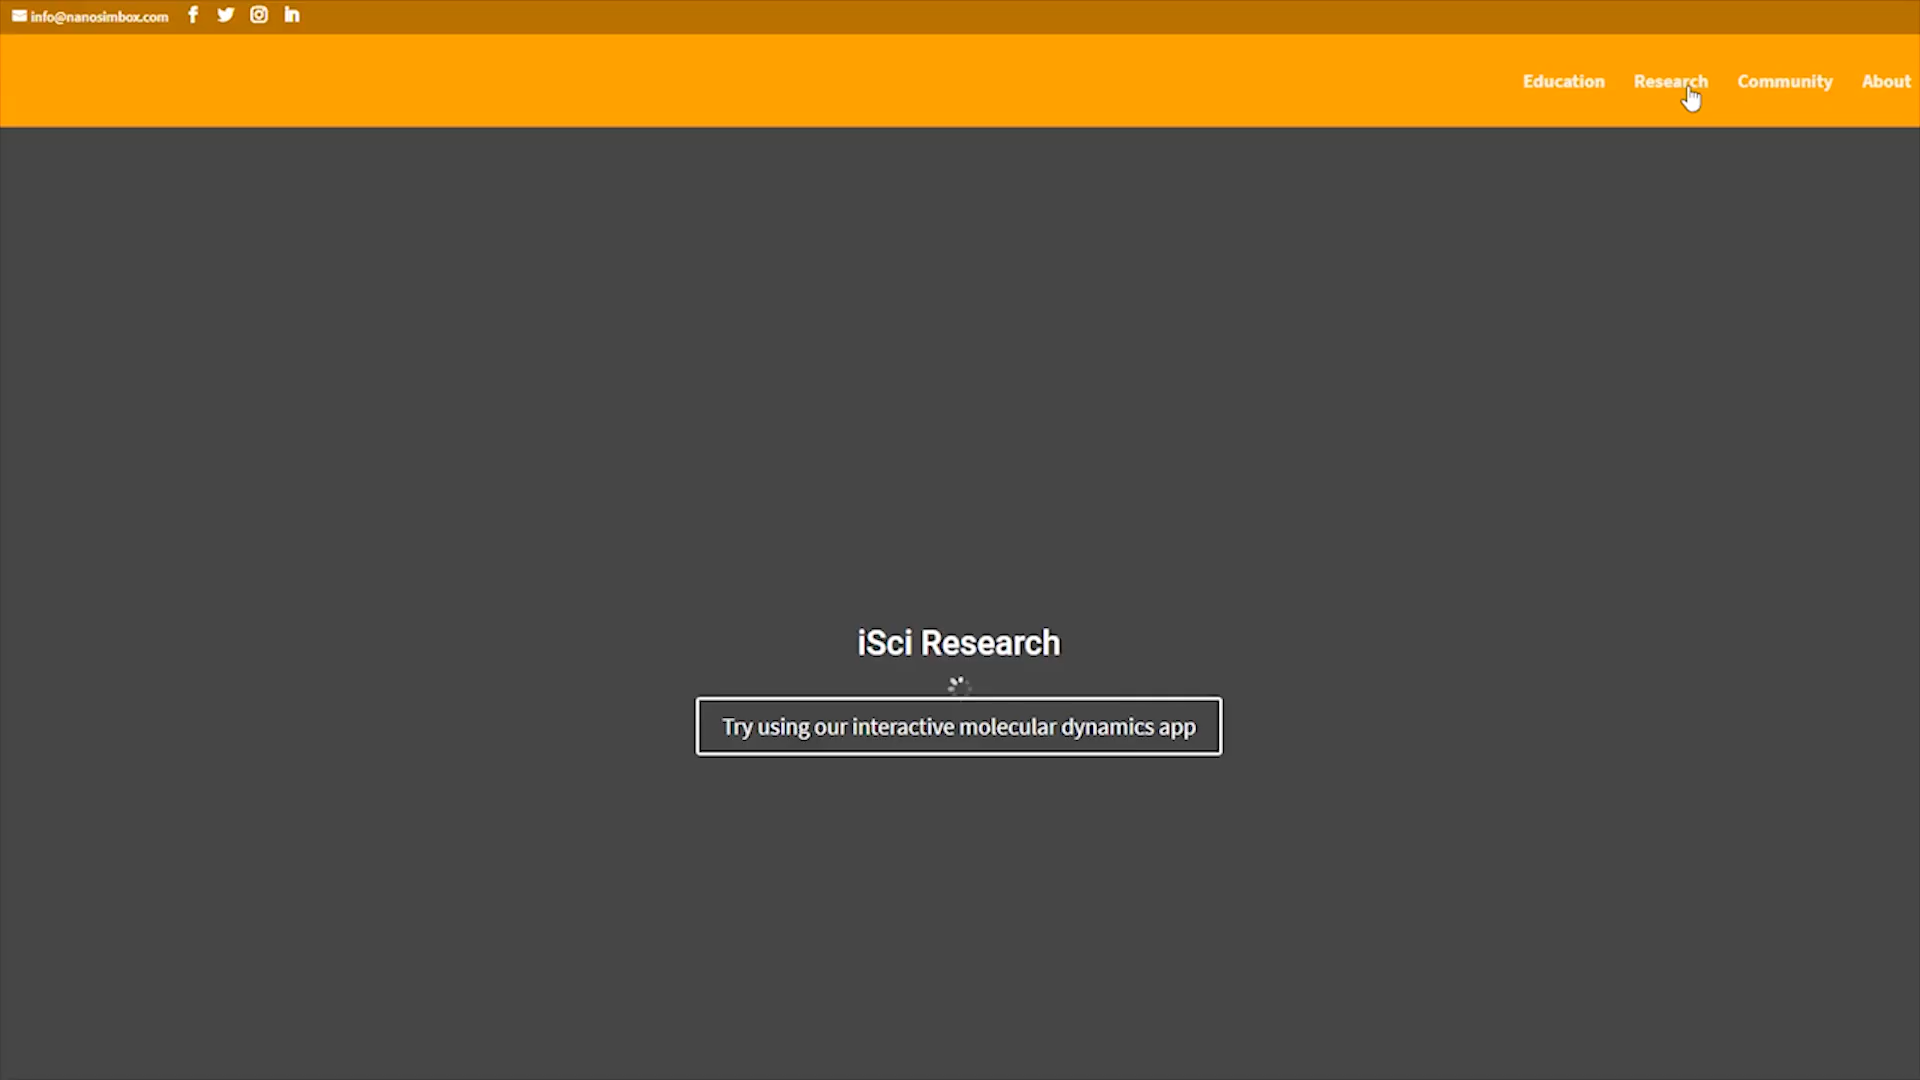 info@nanosimbox.com
Education Research Community About
iSci Research
Try using our interactive molecular dynamics app